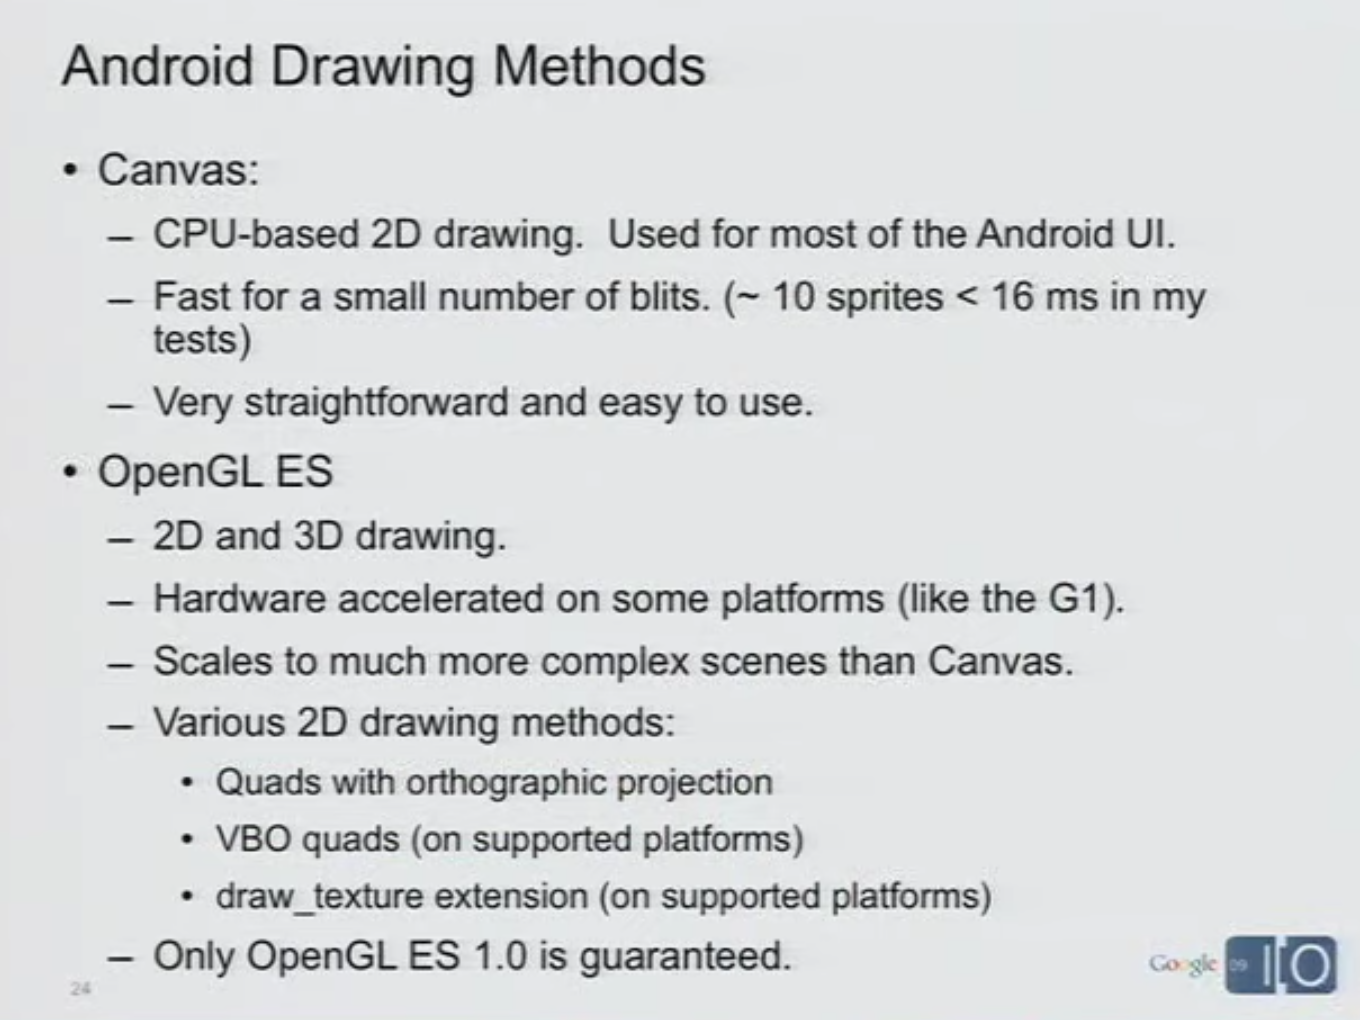 Android Drawing Methods
• Canvas:
– CPU-based 2D drawing.  Used for most of the Android UI.
– Fast for a small number of blits. (~ 10 sprites < 16 ms in my
tests)
– Very straightforward and easy to use.
• OpenGL ES
– 2D and 3D drawing.
– Hardware accelerated on some platforms (like the G1).
– Scales to much more complex scenes than Canvas.
– Various 2D drawing methods:
• Quads with orthographic projection
• VBO quads (on supported platforms)
• draw_texture extension (on supported platforms)
– Only OpenGL ES 1.0 is guaranteed.
24
Google 09 IO